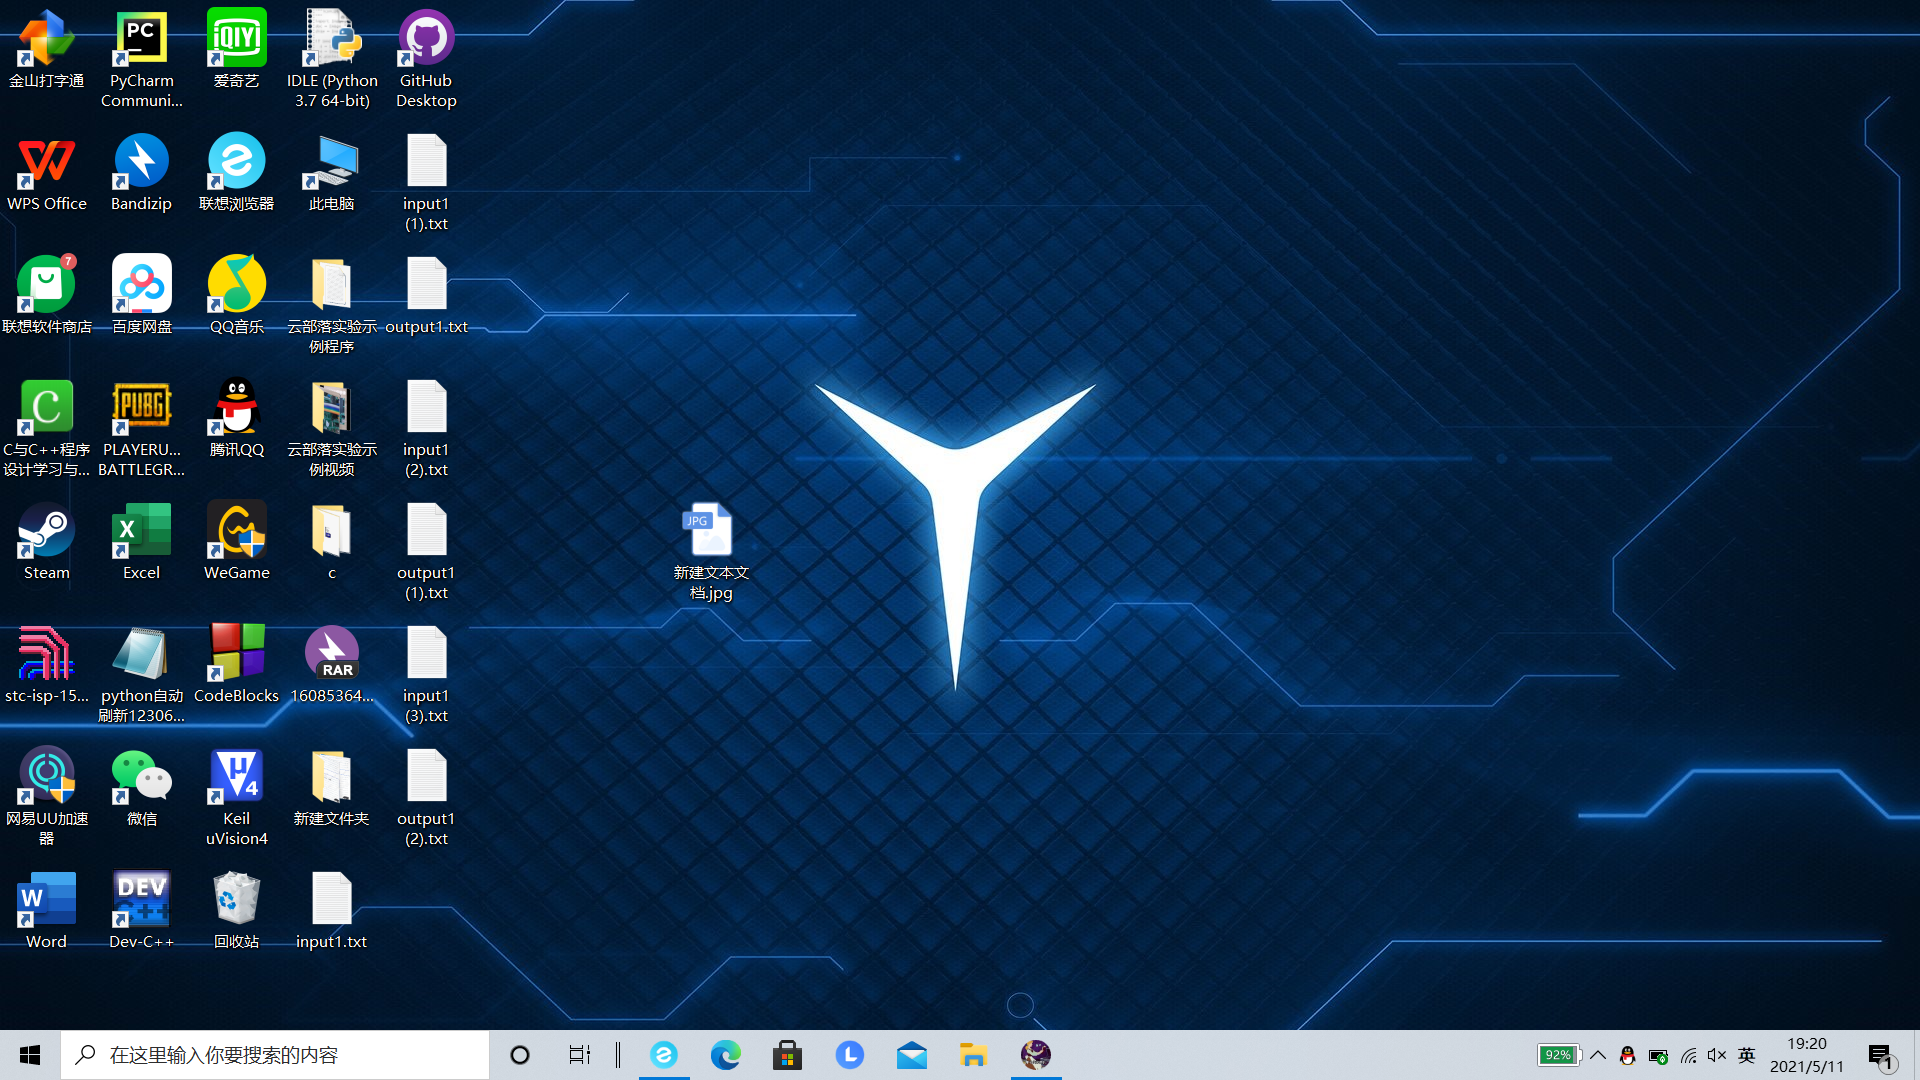 金山打字通
PC
PyCharm
Communi...
iQIYI
爱奇艺
IDLE (Python
3.7 64-bit)
GitHub
Desktop
WPS Office
Bandizip
联想浏览器
此电脑
input1
(1).txt
7
联想软件商店
百度网盘
QQ音乐
云部落实验示
例程序
output1.txt
C
C与C++程序
设计学习与...
PUBG
PLAYERU...
BATTLEGR...
腾讯QQ
云部落实验示
例视频
input1
(2).txt
Steam
X
Excel
WeGame
c
output1
(1).txt
JPG
新建文本文
档.jpg
stc-isp-15...
python自动
刷新12306...
CodeBlocks
RAR
16085364...
input1
(3).txt
网易UU加速
器
微信
μ
V4
Keil
uVision4
新建文件夹
output1
(2).txt
W
Word
DEV
C++
Dev-C++
回收站
input1.txt
在这里输入你要搜索的内容
92%
英
19:20
2021/5/11
1